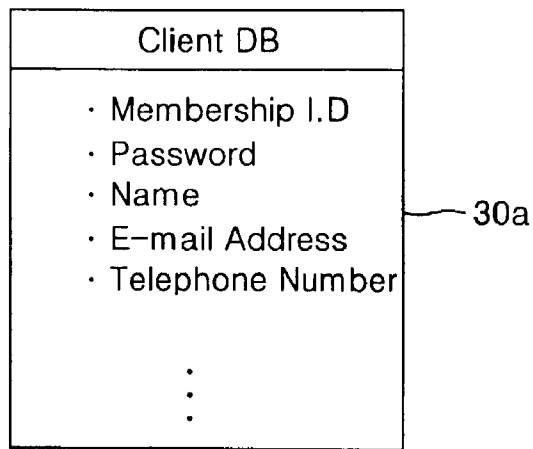 Client DB
· Membership I.D
· Password
· Name
· E-mail Address
· Telephone Number
30a